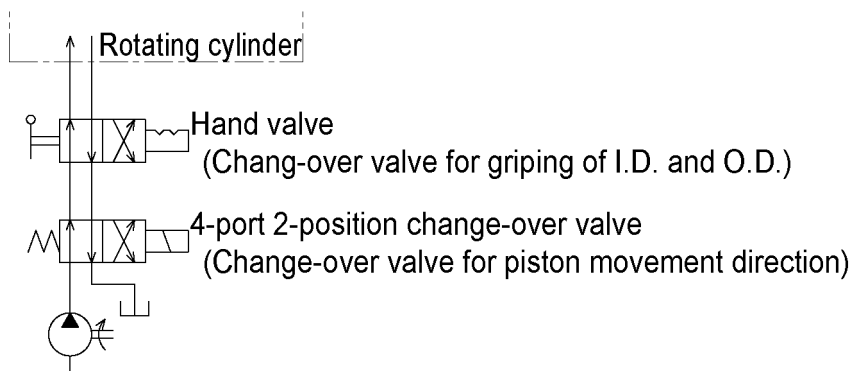 Rotating cylinder
Hand valve
(Chang-over valve for griping of I.D. and O.D.)
4-port 2-position change-over valve
(Change-over valve for piston movement direction)